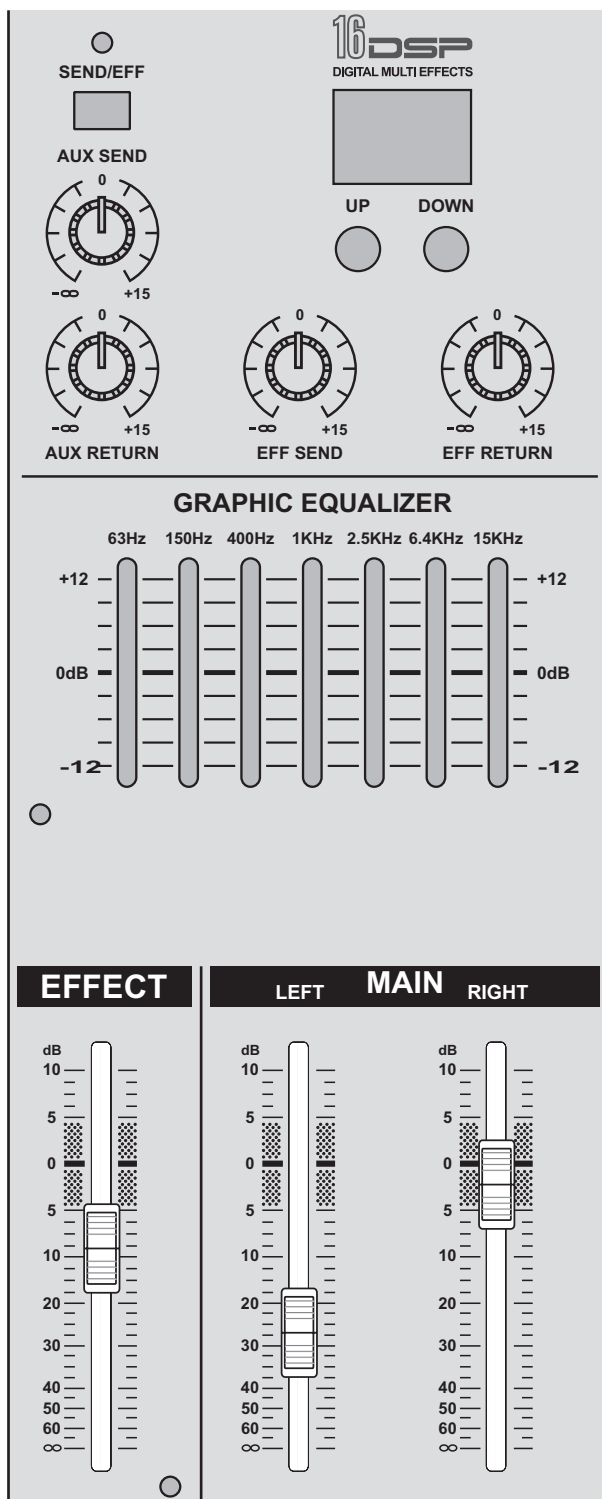 16 DSP
DIGITAL MULTI EFFECTS
SEND/EFF
AUX SEND
0
-∞ +15
UP DOWN
0 0 0
-∞ +15 -∞ +15 -∞ +15
AUX RETURN EFF SEND EFF RETURN
GRAPHIC EQUALIZER
63Hz 150Hz 400Hz 1KHz 2.5KHz 6.4KHz 15KHz
+12 +12
0dB 0dB
-12 -12
EFFECT LEFT MAIN RIGHT
dB dB dB
10 10 10
5 5 5
0 0 0
5 5 5
10 10 10
20 20 20
30 30 30
40 40 40
50 50 50
60 60 60
∞ ∞ ∞